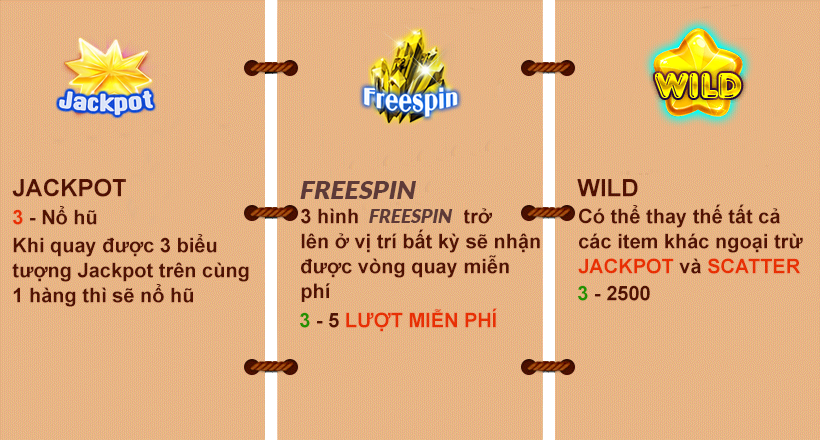 Jackpot
JACKPOT
3 - Nổ hũ
Khi quay được 3 biểu
tượng Jackpot trên cùng
1 hàng thì sẽ nổ hũ
Freespin
FREESPIN
3 hình FREESPIN trở
lên ở vị trí bất kỳ sẽ nhận
được vòng quay miễn
phí
3 - 5 LƯỢT MIỄN PHÍ
WILD
WILD
Có thể thay thế tất cả
các item khác ngoại trừ
JACKPOT và SCATTER
3 - 2500